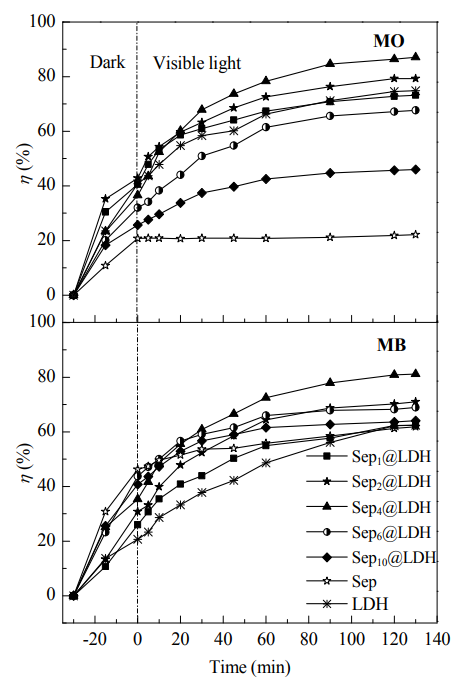 100
MO
Dark
Visible light
80
60
40
20
0
η (%)
100
MB
80
60
40
20
0
η (%)
Sep1@LDH
Sep2@LDH
Sep4@LDH
Sep6@LDH
Sep10@LDH
Sep
LDH
-20 0 20 40 60 80 100 120 140
Time (min)